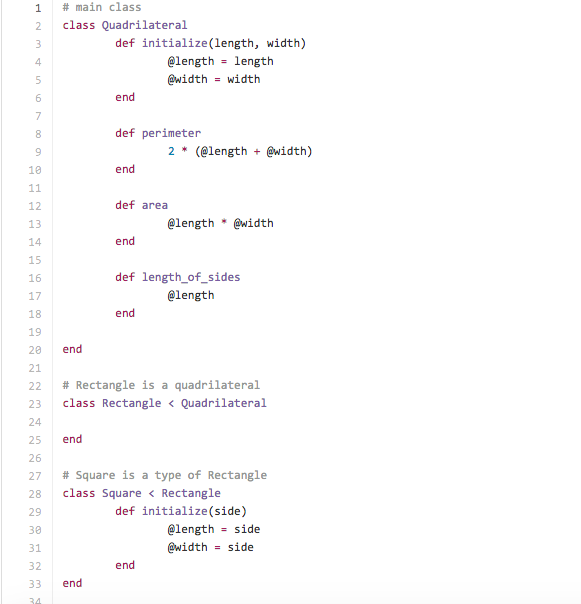 1 # main class
2 class Quadrilateral
3 def initialize(length, width)
4 @length = length
5 @width = width
6 end
7
8 def perimeter
9 2 * (@length + @width)
10 end
11
12 def area
13 @length * @width
14 end
15
16 def length_of_sides
17 @length
18 end
19
20 end
21
22 # Rectangle is a quadrilateral
23 class Rectangle < Quadrilateral
24
25 end
26
27 # Square is a type of Rectangle
28 class Square < Rectangle
29 def initialize(side)
30 @length = side
31 @width = side
32 end
33 end
34